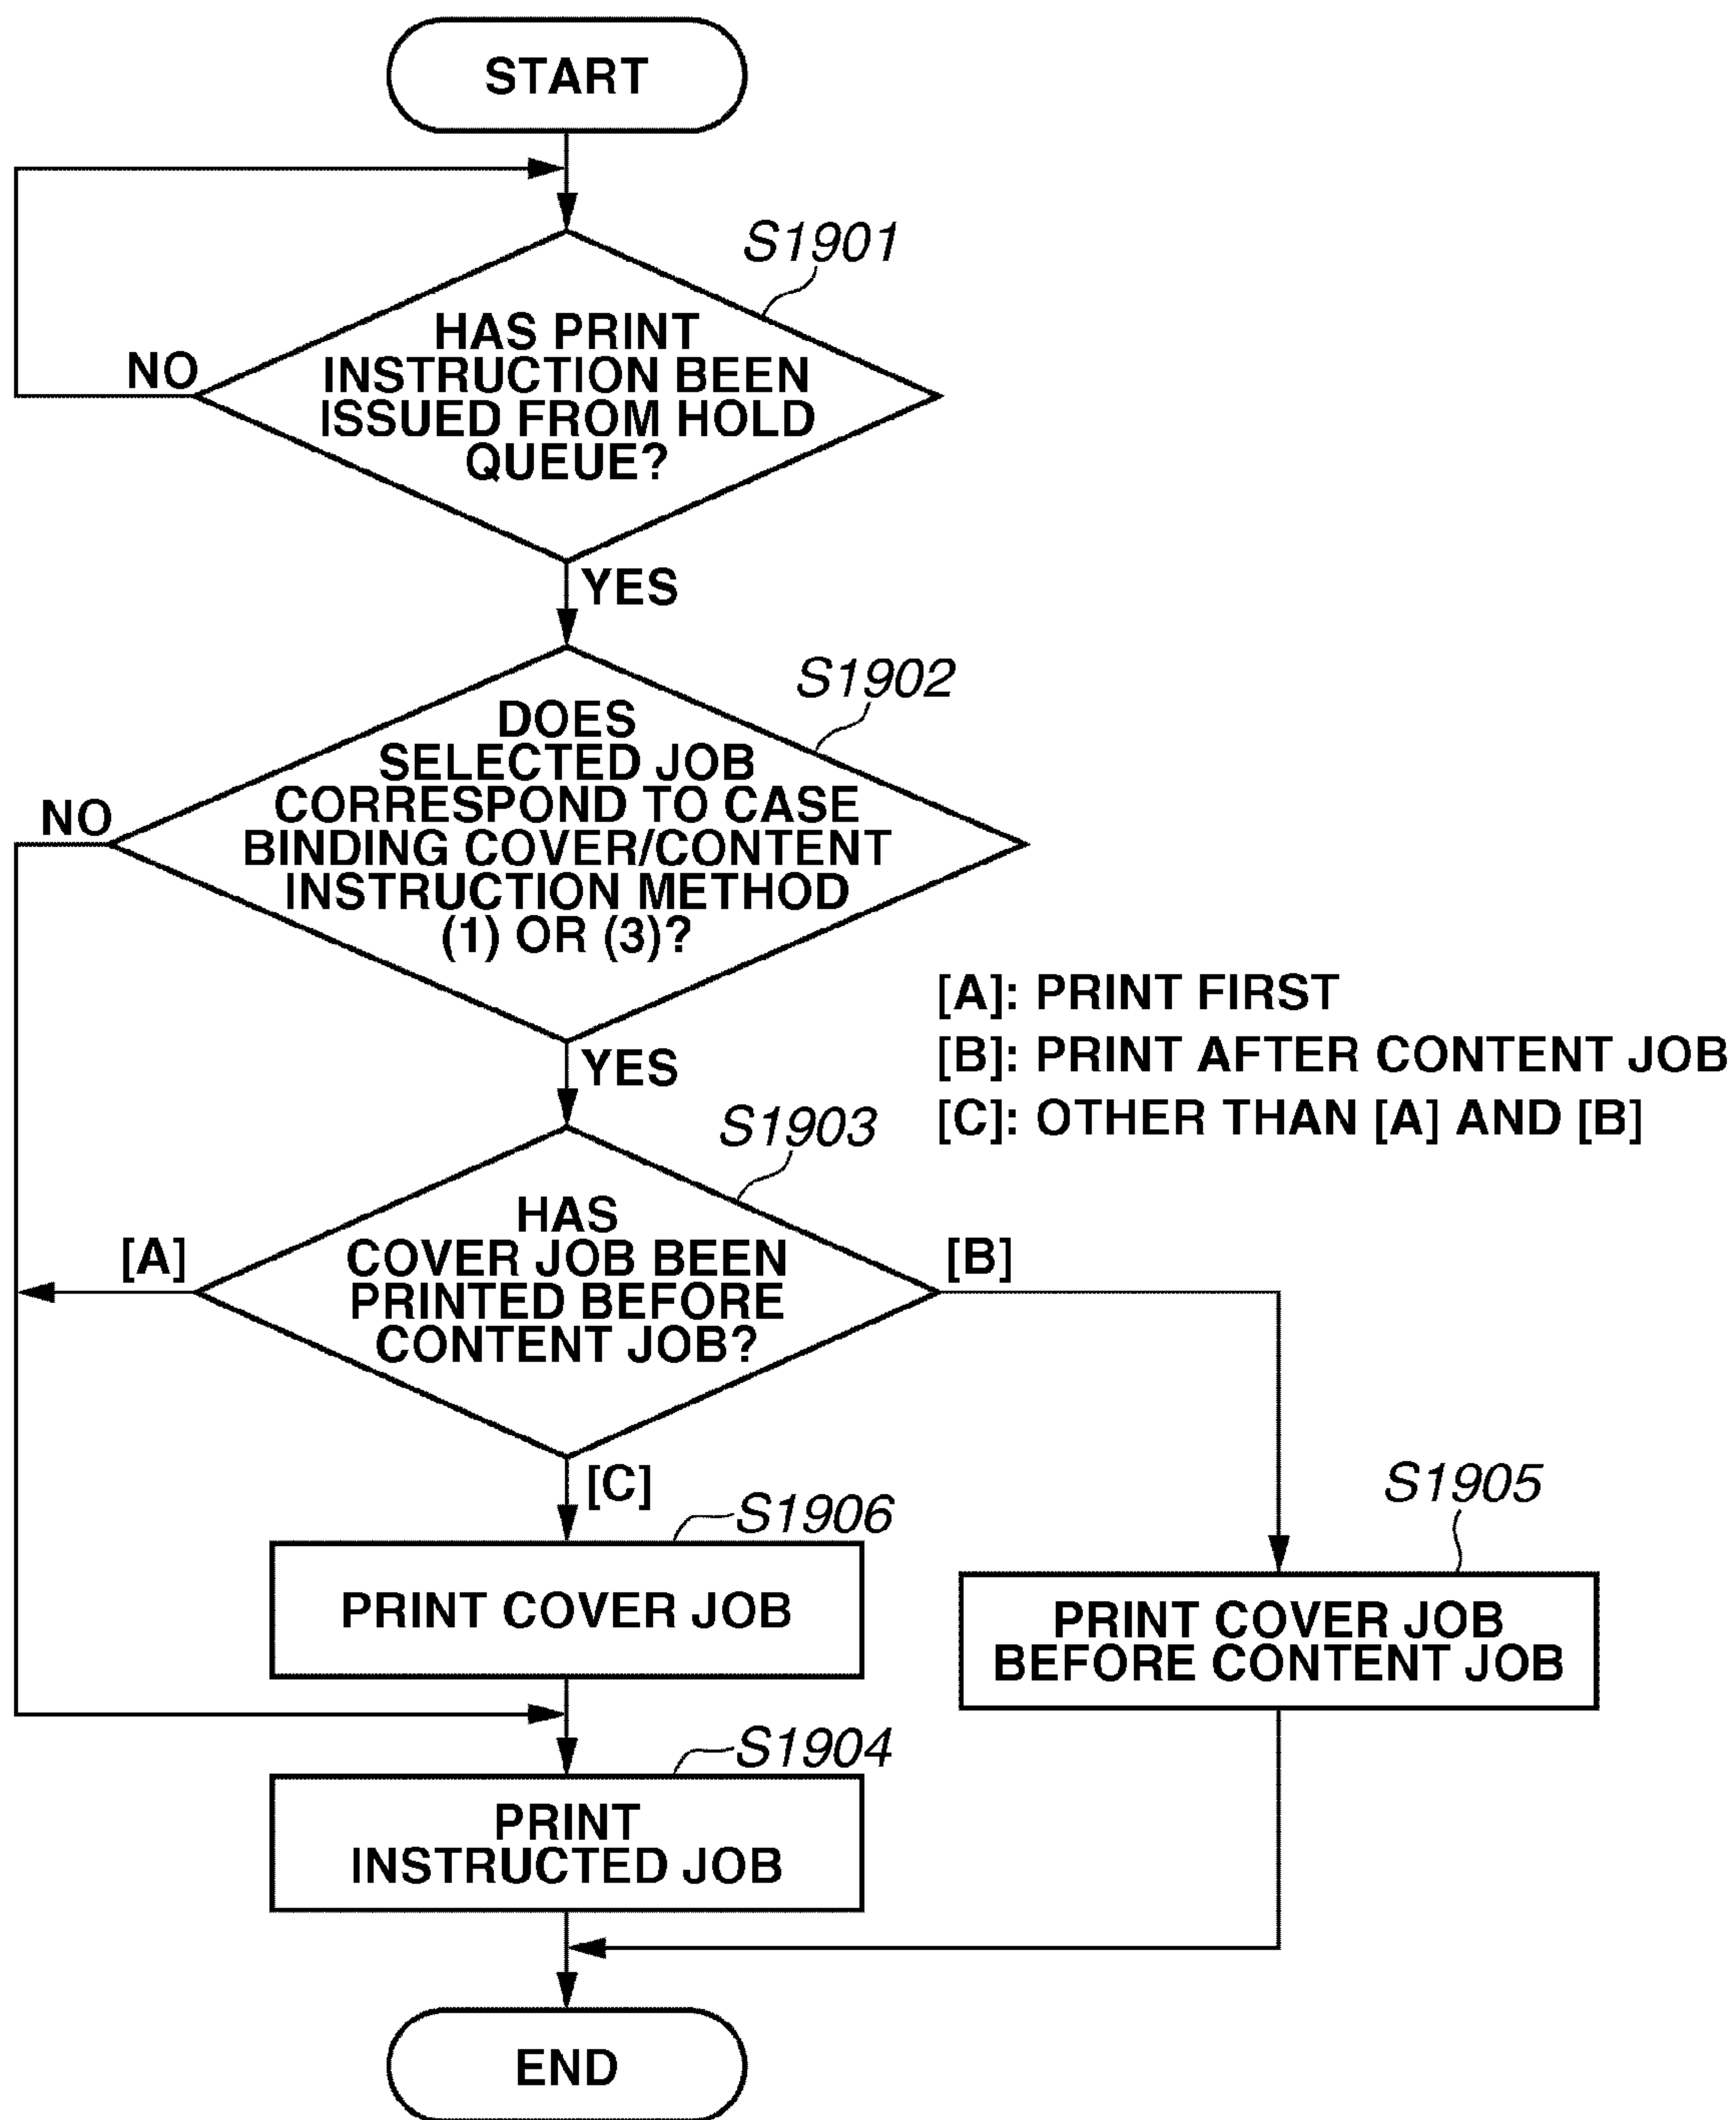 START
S1901
HAS PRINT
INSTRUCTION BEEN
ISSUED FROM HOLD
QUEUE?
NO
YES
S1902
DOES
SELECTED JOB
CORRESPOND TO CASE
BINDING COVER/CONTENT
INSTRUCTION METHOD
(1) OR (3)?
NO
[A]: PRINT FIRST
[B]: PRINT AFTER CONTENT JOB
[C]: OTHER THAN [A] AND [B]
YES
S1903
HAS
COVER JOB BEEN
PRINTED BEFORE
CONTENT JOB?
[A]
[B]
[C]
S1906
PRINT COVER JOB
S1905
PRINT COVER JOB
BEFORE CONTENT JOB
S1904
PRINT
INSTRUCTED JOB
END